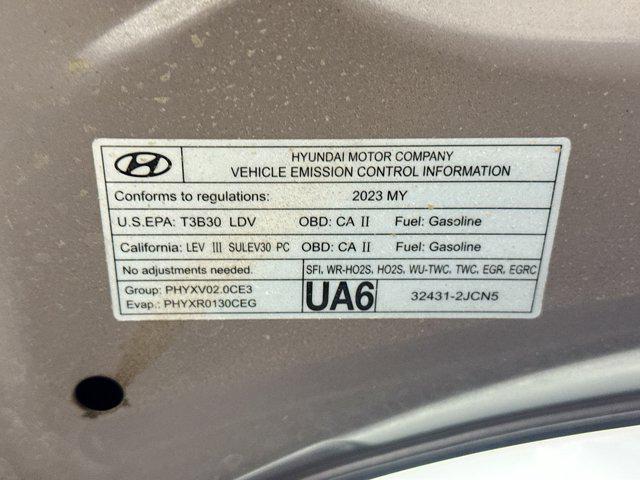 HYUNDAI MOTOR COMPANY
VEHICLE EMISSION CONTROL INFORMATION
Conforms to regulations: 2023 MY
U.S.EPA: T3B30 LDV OBD: CA II Fuel: Gasoline
California: LEV III SULEV30 PC OBD: CA II Fuel: Gasoline
No adjustments needed. SFI, WR-HO2S, HO2S, WU-TWC, TWC, EGR, EGRC
Group: PHYXV02.0CE3
Evap.: PHYXR0130CEG
UA6 32431-2JCN5